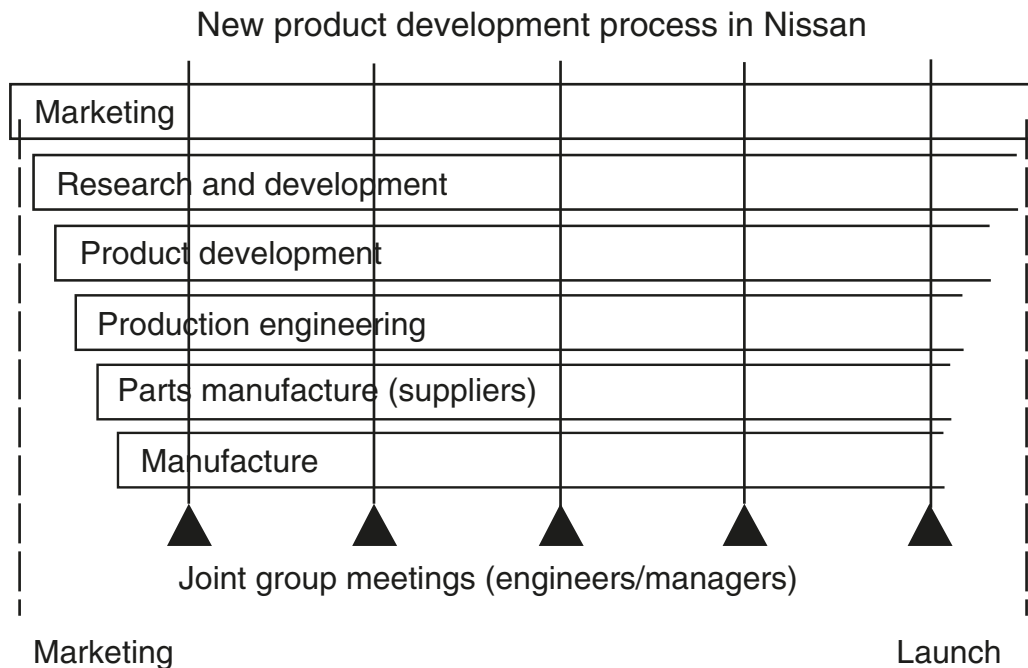 New product development process in Nissan
Marketing
Research and development
Product development
Production engineering
Parts manufacture (suppliers)
Manufacture
Joint group meetings (engineers/managers)
Marketing
Launch